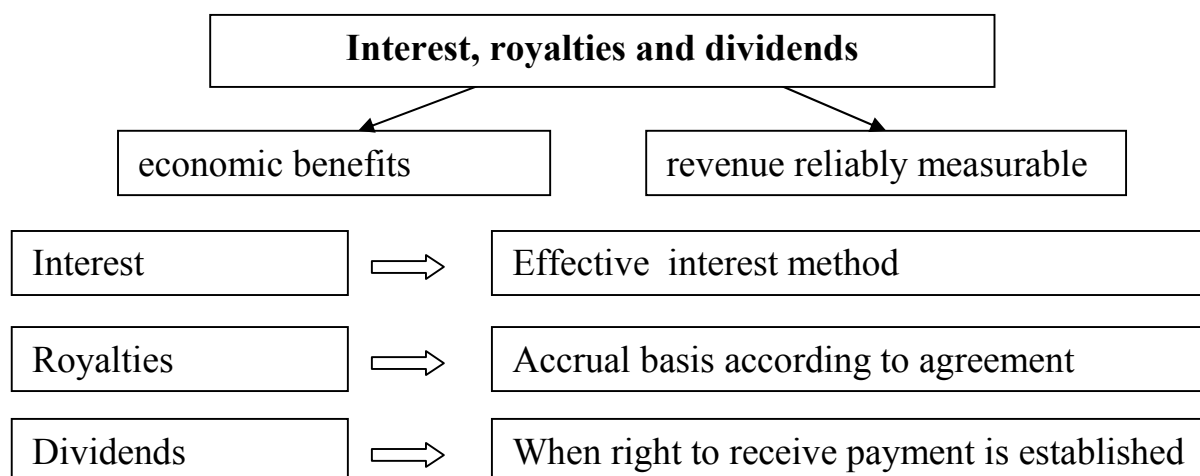 Interest, royalties and dividends
economic benefits
revenue reliably measurable
Interest
Effective interest method
Royalties
Accrual basis according to agreement
Dividends
When right to receive payment is established